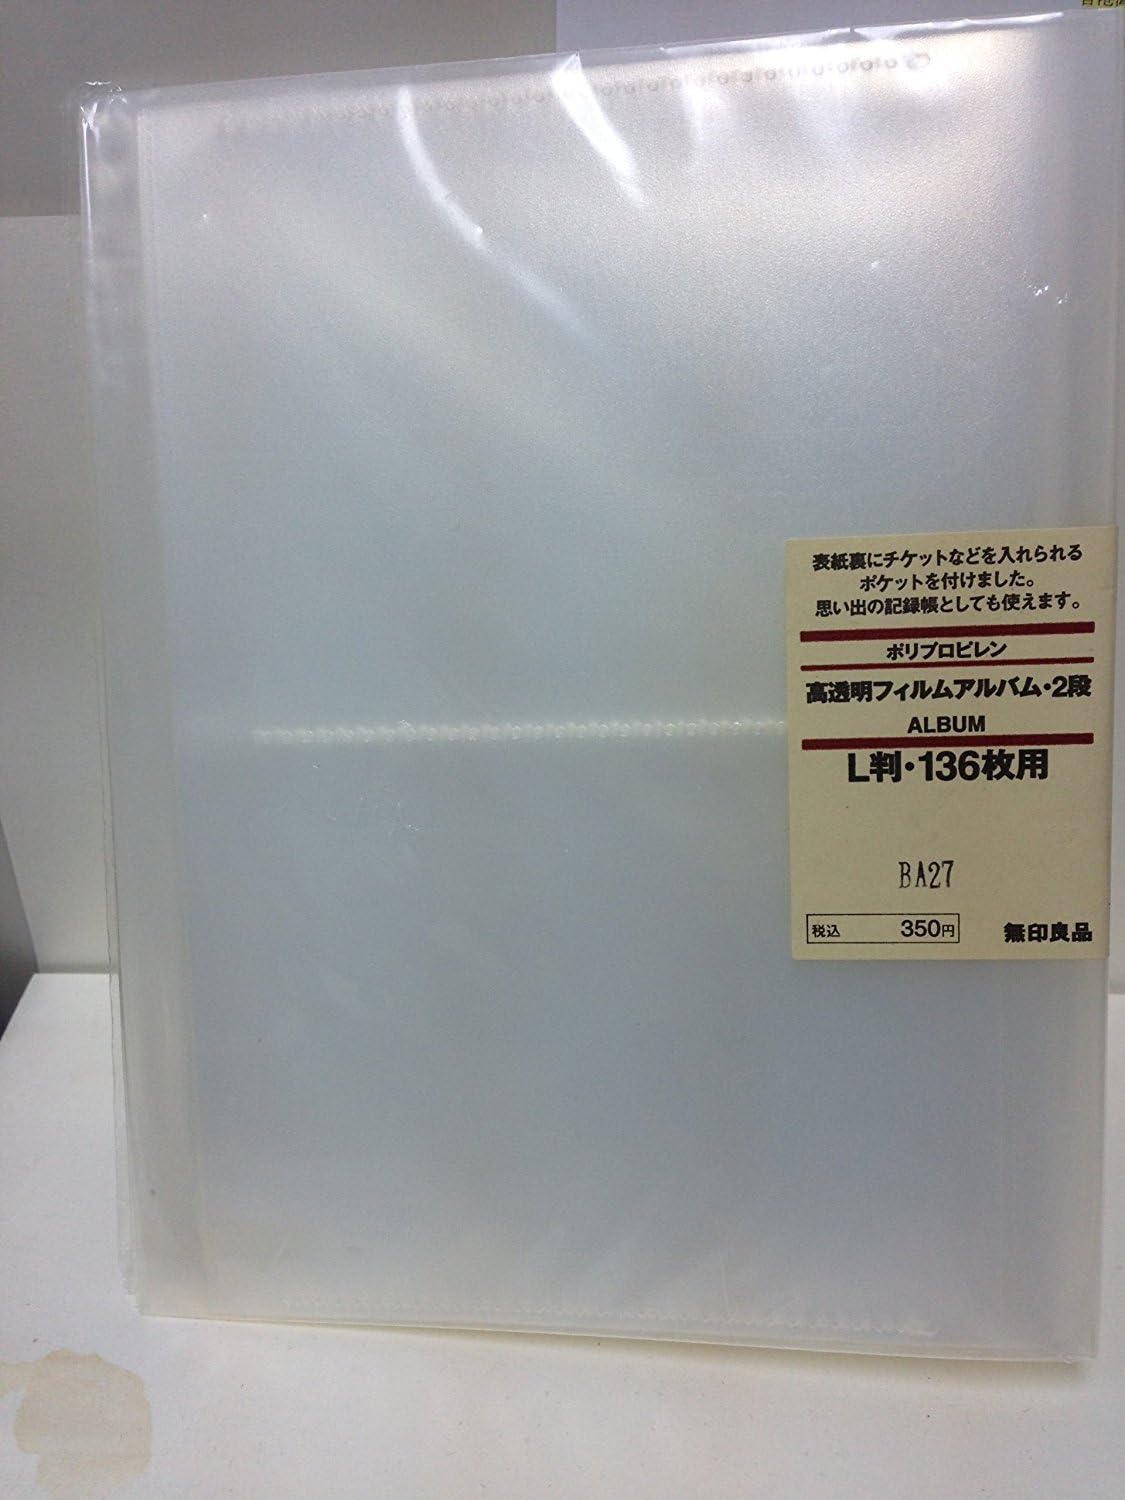 表紙裏にチケットなどを入れられる
ポケットを付けました。
思い出の記録帳としても使えます。
ポリプロピレン
高透明フィルムアルバム・2段
ALBUM
L判・136枚用
BA27
税込 350円
無印良品